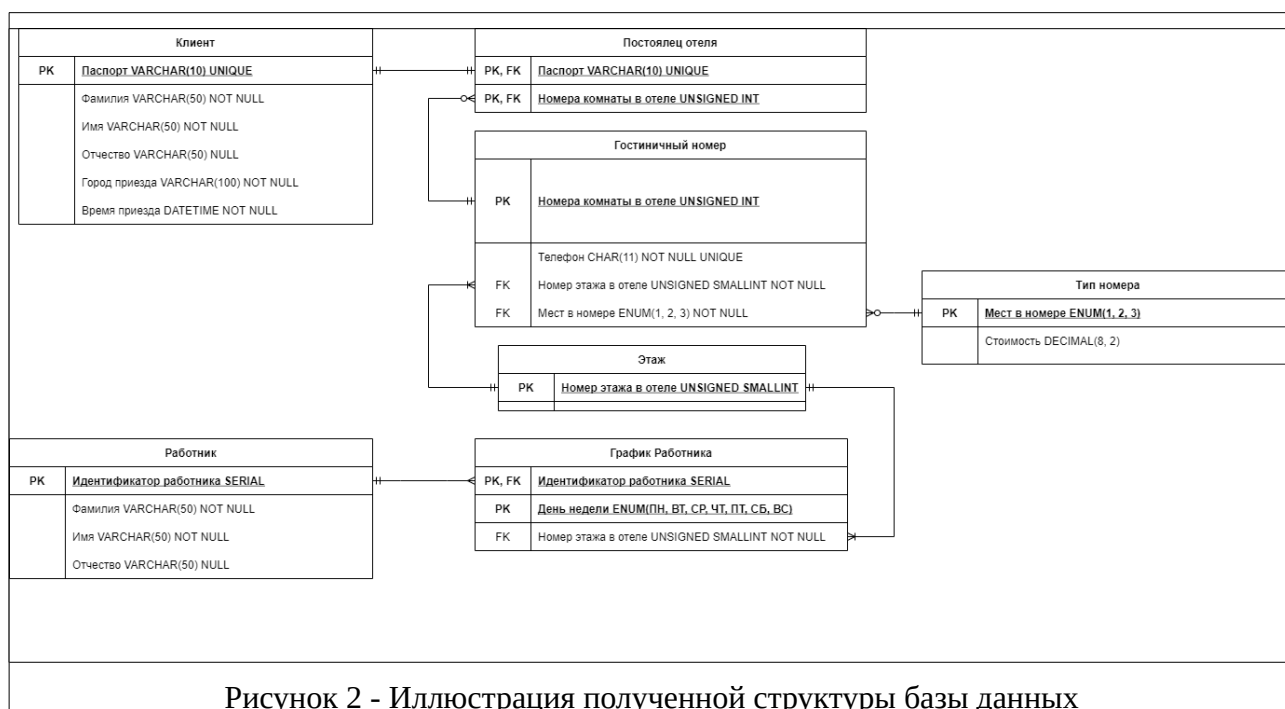 Клиент
PK Паспорт VARCHAR(10) UNIQUE
Фамилия VARCHAR(50) NOT NULL
Имя VARCHAR(50) NOT NULL
Отчество VARCHAR(50) NULL
Город приезда VARCHAR(100) NOT NULL
Время приезда DATETIME NOT NULL
Постоялец отеля
PK, FK Паспорт VARCHAR(10) UNIQUE
PK, FK Номера комнаты в отеле UNSIGNED INT
Гостиничный номер
PK Номера комнаты в отеле UNSIGNED INT
Телефон CHAR(11) NOT NULL UNIQUE
FK Номер этажа в отеле UNSIGNED SMALLINT NOT NULL
FK Мест в номере ENUM(1, 2, 3) NOT NULL
Тип номера
PK Мест в номере ENUM(1, 2, 3)
Стоимость DECIMAL(8, 2)
Этаж
PK Номер этажа в отеле UNSIGNED SMALLINT
Работник
PK Идентификатор работника SERIAL
Фамилия VARCHAR(50) NOT NULL
Имя VARCHAR(50) NOT NULL
Отчество VARCHAR(50) NULL
График Работника
PK, FK Идентификатор работника SERIAL
PK День недели ENUM(ПН, ВТ, СР, ЧТ, ПТ, СБ, ВС)
FK Номер этажа в отеле UNSIGNED SMALLINT NOT NULL
Рисунок 2 - Иллюстрация полученной структуры базы данных